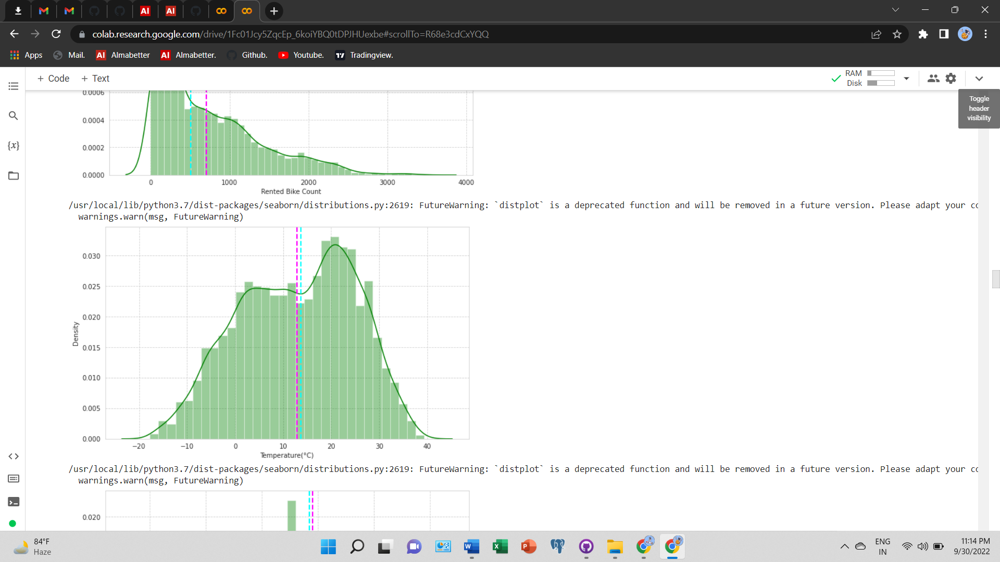 colab.research.google.com/drive/1Fc01Jcy5ZqcEp_6koiYBQ0tDPJHUexbe#scrollTo=R68e3cdCxYQQ
Apps Mail. AI Almabetter AI Almabetter. Github. Youtube. Tradingview.
+ Code + Text
RAM
Disk
Toggle
header
visibility
0.0006
0.0004
0.0002
0.0000
0 1000 2000 3000 4000
Rented Bike Count
/usr/local/lib/python3.7/dist-packages/seaborn/distributions.py:2619: FutureWarning: `distplot` is a deprecated function and will be removed in a future version. Please adapt your co
warnings.warn(msg, FutureWarning)
0.030
0.025
0.020
0.015
0.010
0.005
0.000
Density
−20 −10 0 10 20 30 40
Temperature(°C)
/usr/local/lib/python3.7/dist-packages/seaborn/distributions.py:2619: FutureWarning: `distplot` is a deprecated function and will be removed in a future version. Please adapt your co
warnings.warn(msg, FutureWarning)
0.020
84°F
Haze
ENG
IN
11:14 PM
9/30/2022